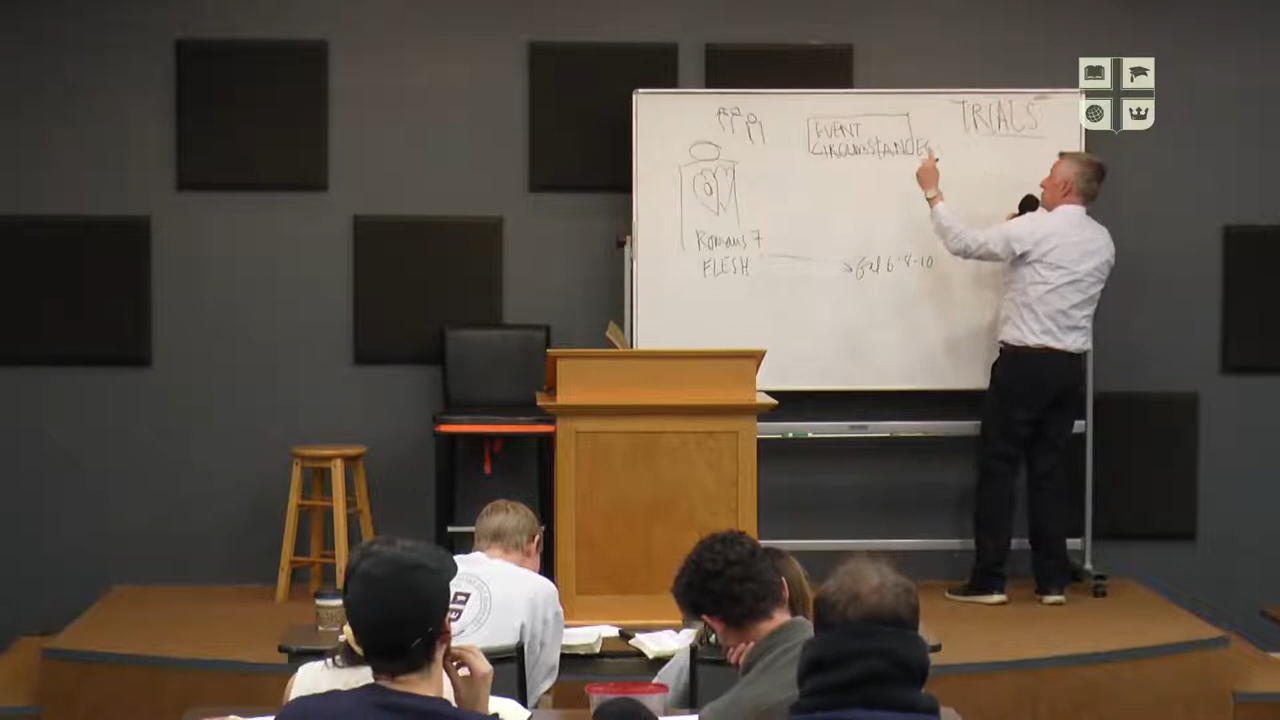 TRIALS
EVENT
CIRCUMSTANCES
Romans 7
FLESH
Gal 6:8-10